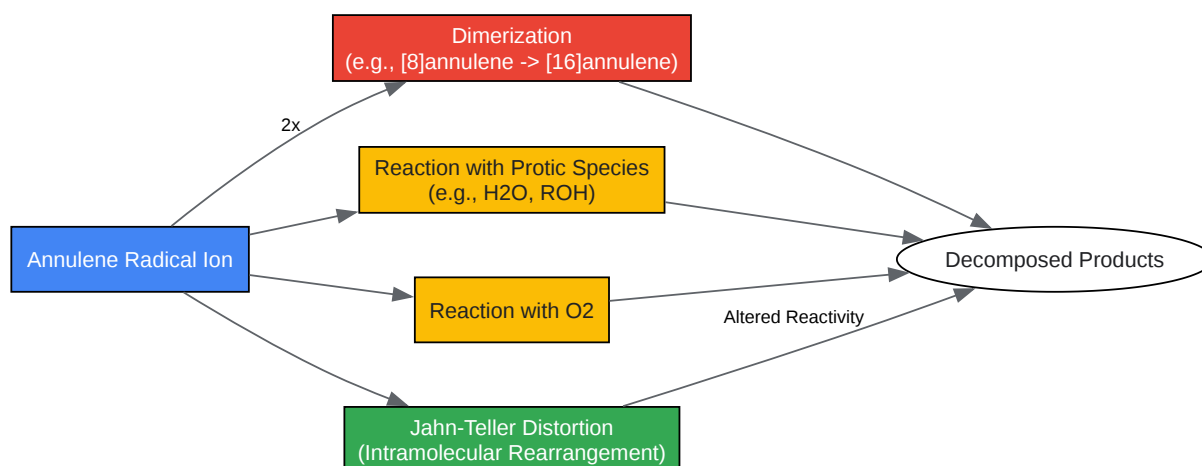 Dimerization
(e.g., [8]annulene -> [16]annulene)
2x
Reaction with Protic Species
(e.g., H2O, ROH)
Annulene Radical Ion
Decomposed Products
Reaction with O2
Altered Reactivity
Jahn-Teller Distortion
(Intramolecular Rearrangement)